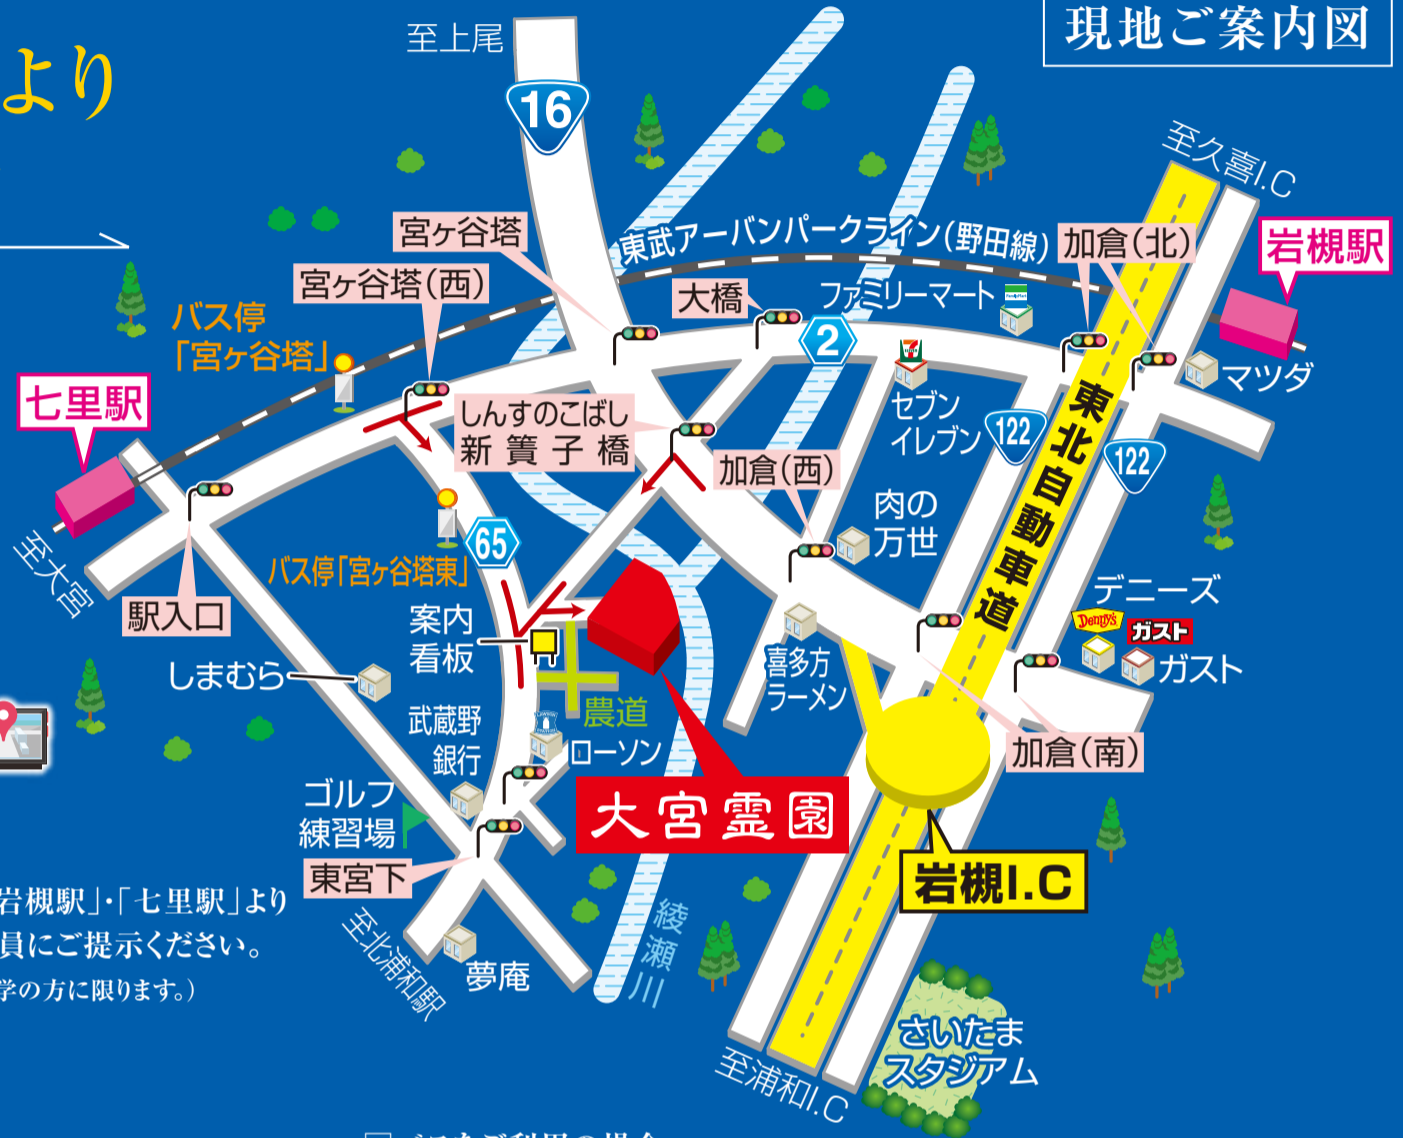 現地ご案内図
より
至上尾
16
至久喜I.C
宮ヶ谷塔
東武アーバンパークライン(野田線)
加倉(北)
岩槻駅
宮ヶ谷塔(西)
大橋
ファミリーマート
FamilyMart
バス停
「宮ヶ谷塔」
2
7
マツダ
七里駅
しんすのこばし
新簀子橋
セブン
イレブン
122
東北自動車道
122
加倉(西)
肉の
万世
65
至大宮
バス停「宮ヶ谷塔東」
駅入口
案内
看板
デニーズ
Denny's
ガスト
ガスト
しまむら
喜多方
ラーメン
農道
武蔵野
銀行
LAWSON
ローソン
加倉(南)
ゴルフ
練習場
大宮霊園
東宮下
岩槻I.C
岩槻駅」・「七里駅」より
員にご提示ください。
学の方に限ります。)
至北浦和駅
夢庵
綾瀬川
さいたま
スタジアム
至浦和I.C